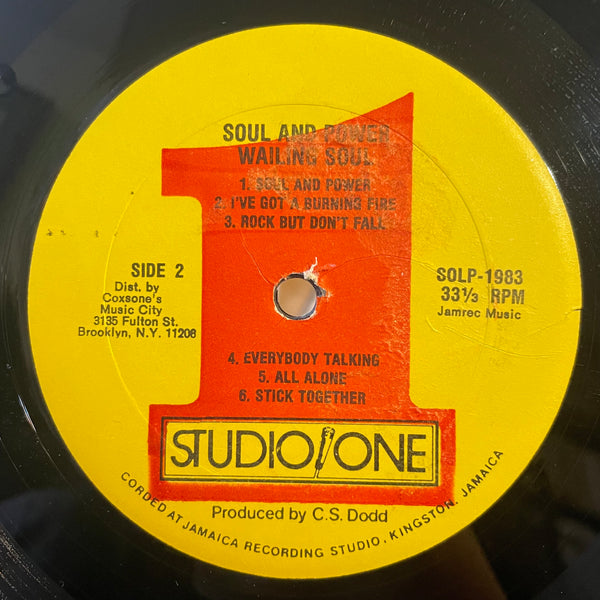 SOUL AND POWER
WAILING SOUL
1. SOUL AND POWER
2. I'VE GOT A BURNING FIRE
3. ROCK BUT DON'T FALL
SIDE 2
Dist. by
Coxsone's
Music City
3135 Fulton St.
Brooklyn, N.Y. 11208
SOLP-1983
33⅓ RPM
Jamrec Music
4. EVERYBODY TALKING
5. ALL ALONE
6. STICK TOGETHER
STUDIO ONE
Produced by C.S. Dodd
CORDED AT JAMAICA RECORDING STUDIO, KINGSTON, JAMAICA
1